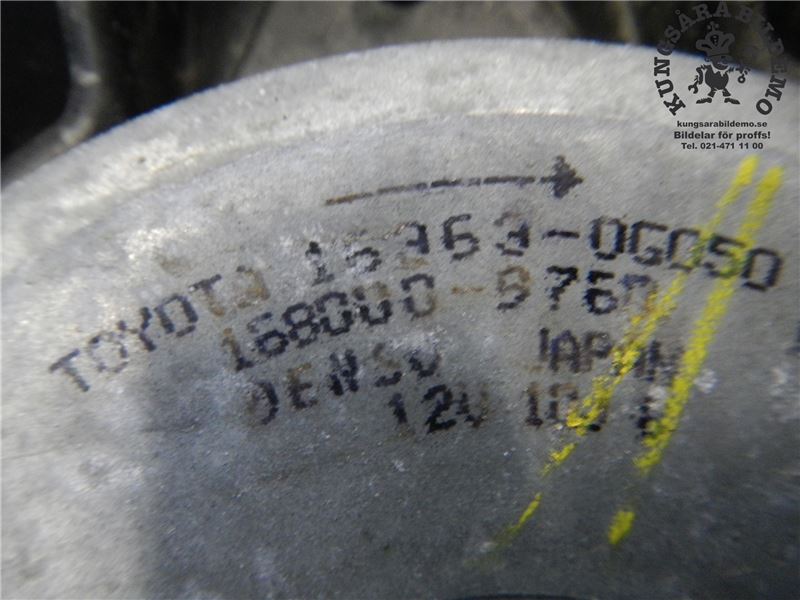 KUNGSÅRA BILDEMO
kungsarabildemo.se
Bildelar för proffs!
Tel. 021-471 11 00
TOYOTA 16363-0G050
168000-9760
DENSO JAPAN
12V